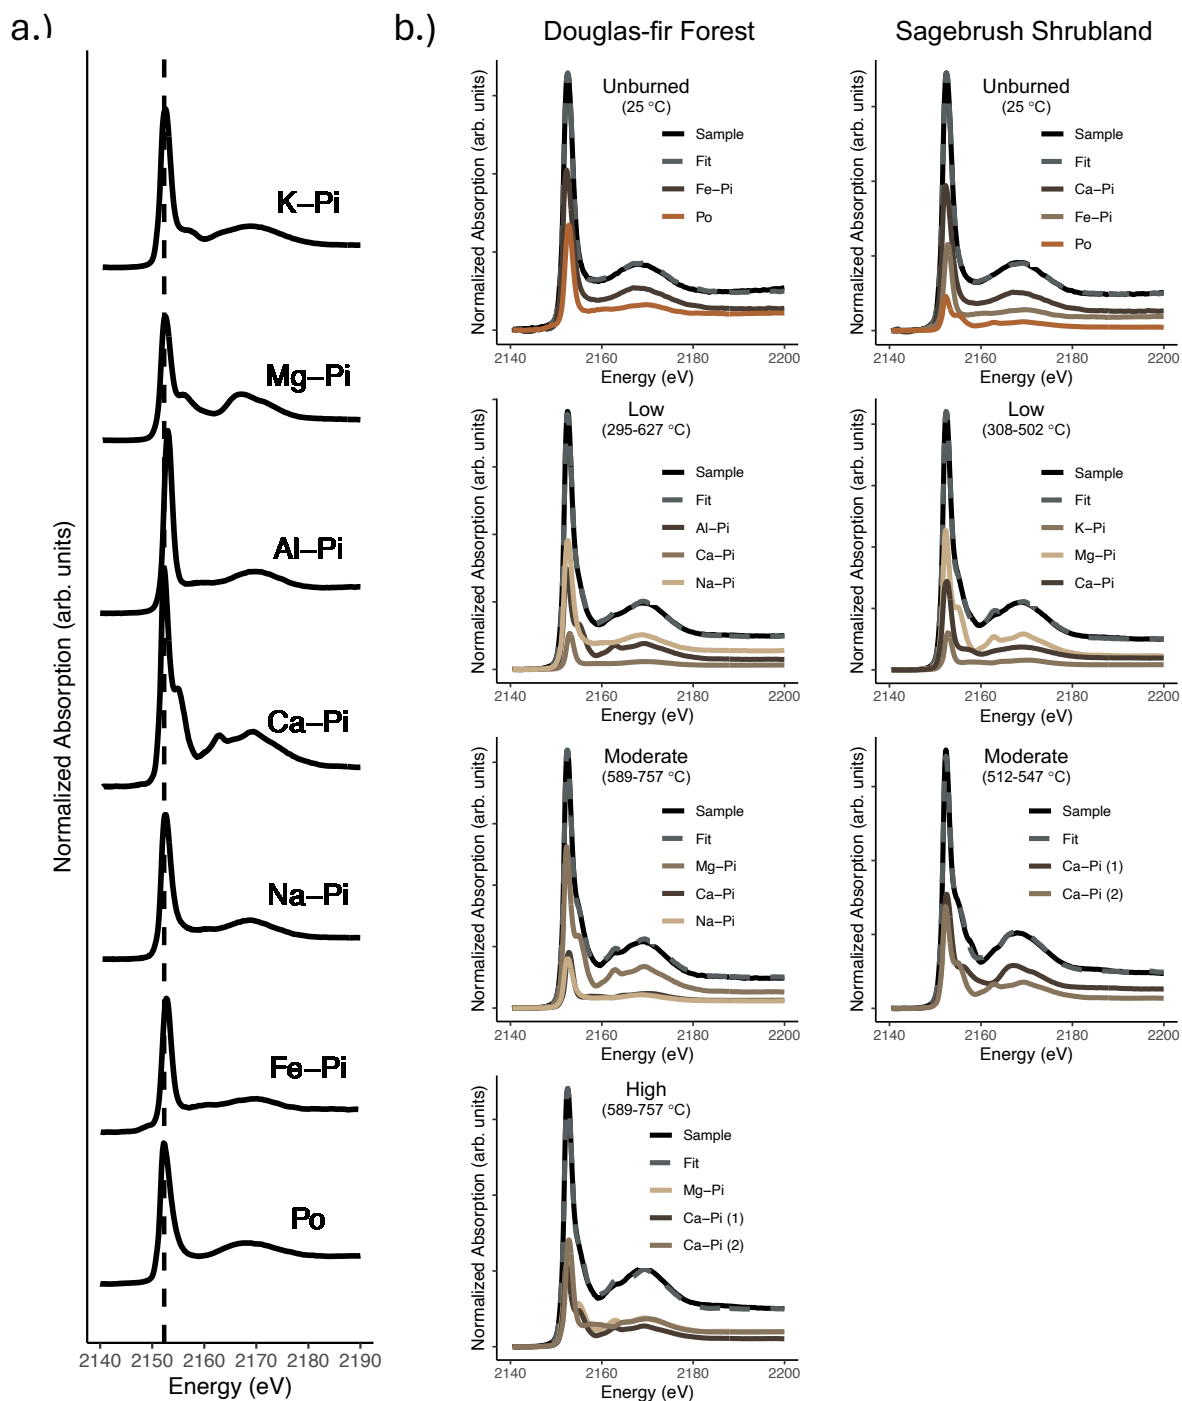 a.)
K–Pi
Mg–Pi
Al–Pi
Ca–Pi
Na–Pi
Fe–Pi
Po
Normalized Absorption (arb. units)
2140 2150 2160 2170 2180 2190
Energy (eV)
b.)
Douglas-fir Forest
Sagebrush Shrubland
Unburned
(25 °C)
Sample
Fit
Fe–Pi
Po
Normalized Absorption (arb. units)
2140 2160 2180 2200
Energy (eV)
Unburned
(25 °C)
Sample
Fit
Ca–Pi
Fe–Pi
Po
Normalized Absorption (arb. units)
2140 2160 2180 2200
Energy (eV)
Low
(295-627 °C)
Sample
Fit
Al–Pi
Ca–Pi
Na–Pi
Normalized Absorption (arb. units)
2140 2160 2180 2200
Energy (eV)
Low
(308-502 °C)
Sample
Fit
K–Pi
Mg–Pi
Ca–Pi
Normalized Absorption (arb. units)
2140 2160 2180 2200
Energy (eV)
Moderate
(589-757 °C)
Sample
Fit
Mg–Pi
Ca–Pi
Na–Pi
Normalized Absorption (arb. units)
2140 2160 2180 2200
Energy (eV)
Moderate
(512-547 °C)
Sample
Fit
Ca–Pi (1)
Ca–Pi (2)
Normalized Absorption (arb. units)
2140 2160 2180 2200
Energy (eV)
High
(589-757 °C)
Sample
Fit
Mg–Pi
Ca–Pi (1)
Ca–Pi (2)
Normalized Absorption (arb. units)
2140 2160 2180 2200
Energy (eV)